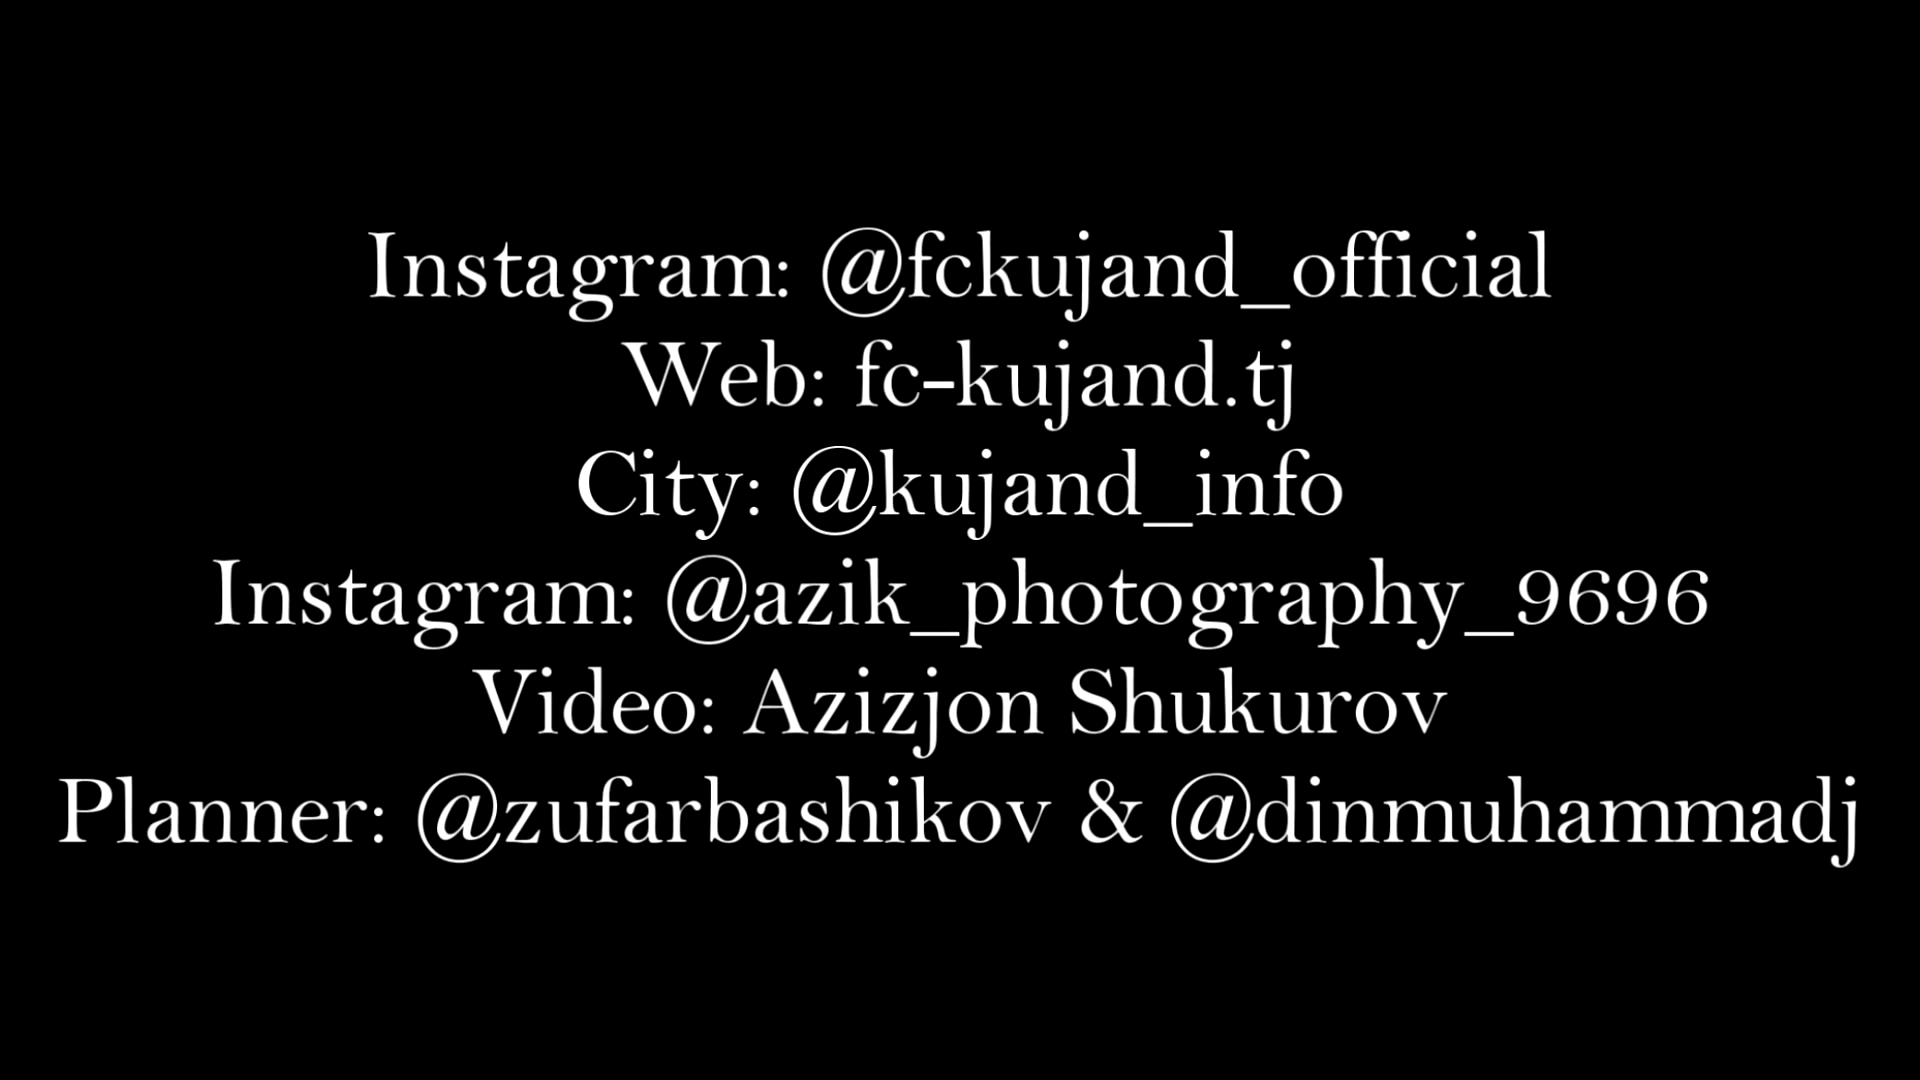 Instagram: @fckujand_official
Web: fc-kujand.tj
City: @kujand_info
Instagram: @azik_photography_9696
Video: Azizjon Shukurov
Planner: @zufarbashikov & @dinmuhammadj